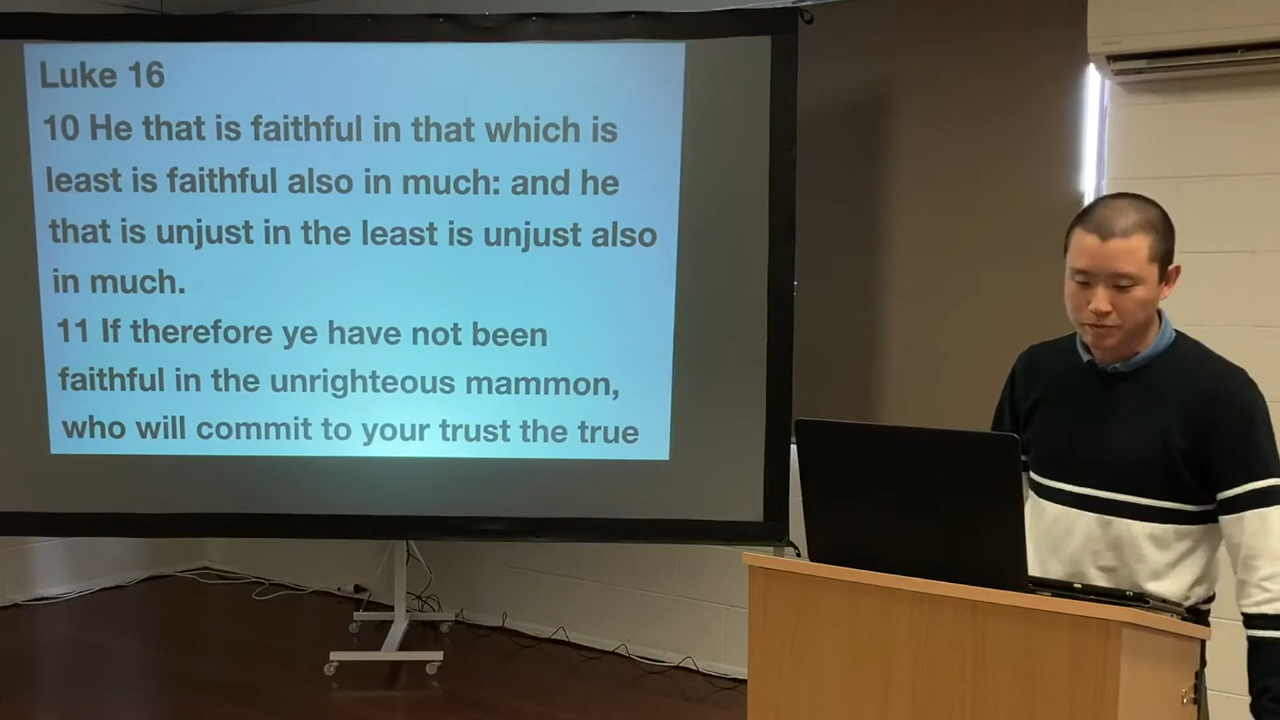 Luke 16
10 He that is faithful in that which is
least is faithful also in much: and he
that is unjust in the least is unjust also
in much.
11 If therefore ye have not been
faithful in the unrighteous mammon,
who will commit to your trust the true